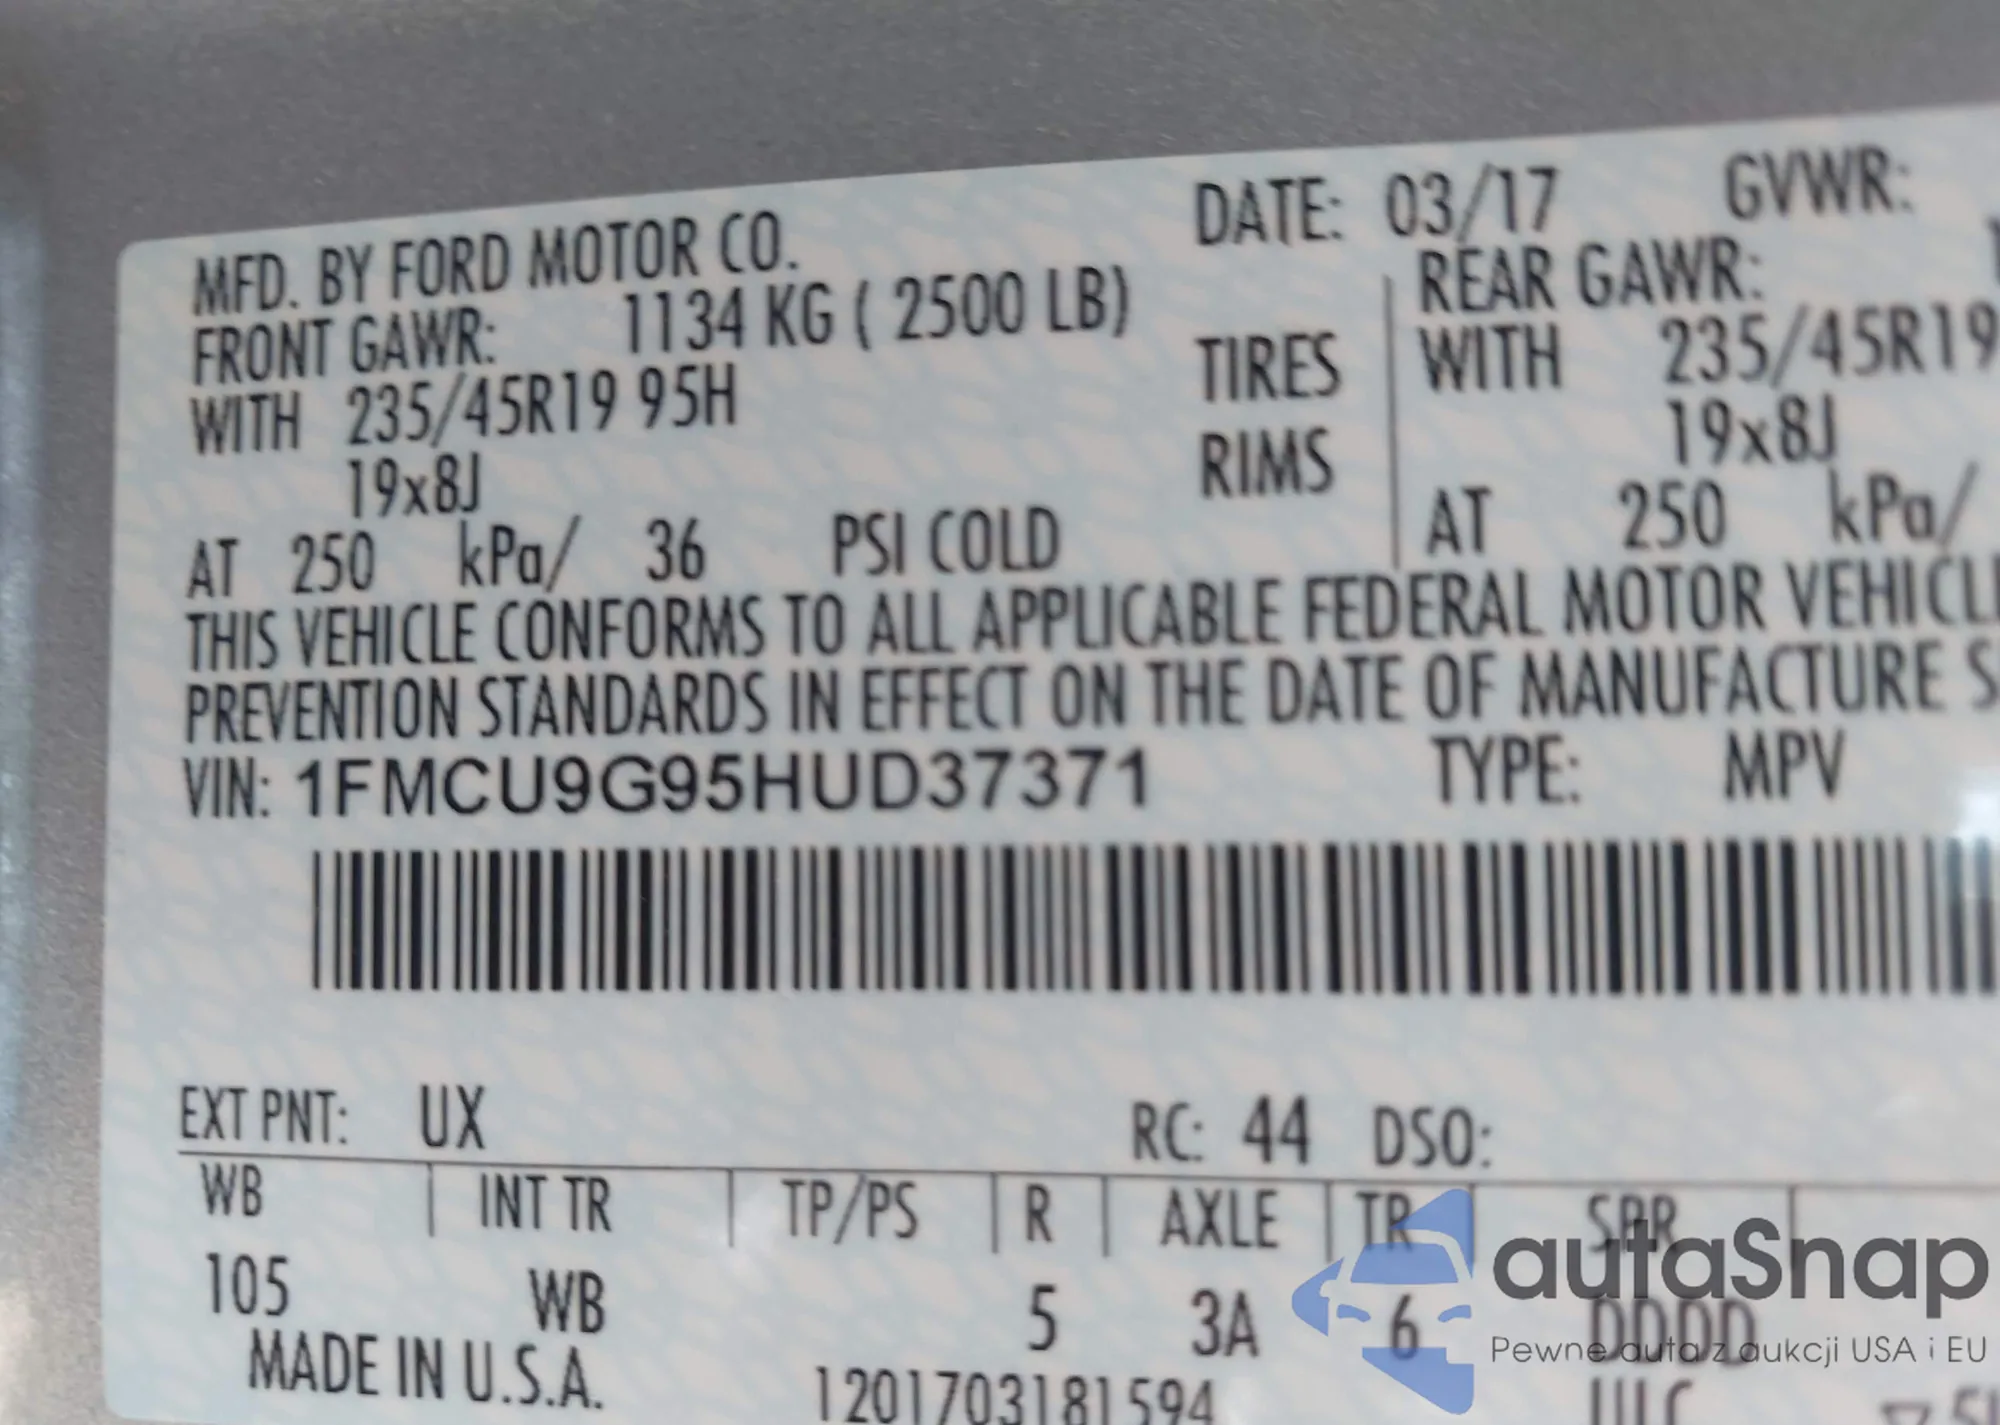 DATE: 03/17 GVWR:
MFD. BY FORD MOTOR CO.
FRONT GAWR: 1134 KG ( 2500 LB) REAR GAWR:
WITH 235/45R19 95H TIRES WITH 235/45R19
19x8J RIMS 19x8J
AT 250 kPa/ 36 PSI COLD AT 250 kPa/
THIS VEHICLE CONFORMS TO ALL APPLICABLE FEDERAL MOTOR VEHICLE
PREVENTION STANDARDS IN EFFECT ON THE DATE OF MANUFACTURE S
VIN: 1FMCU9G95HUD37371 TYPE: MPV
EXT PNT: UX RC: 44 DSO:
WB INT TR TP/PS R AXLE TR SPR
105 WB 5 3A 6 DDDD
MADE IN U.S.A. 1201703181594
autaSnap
Pewne auta z aukcji USA i EU